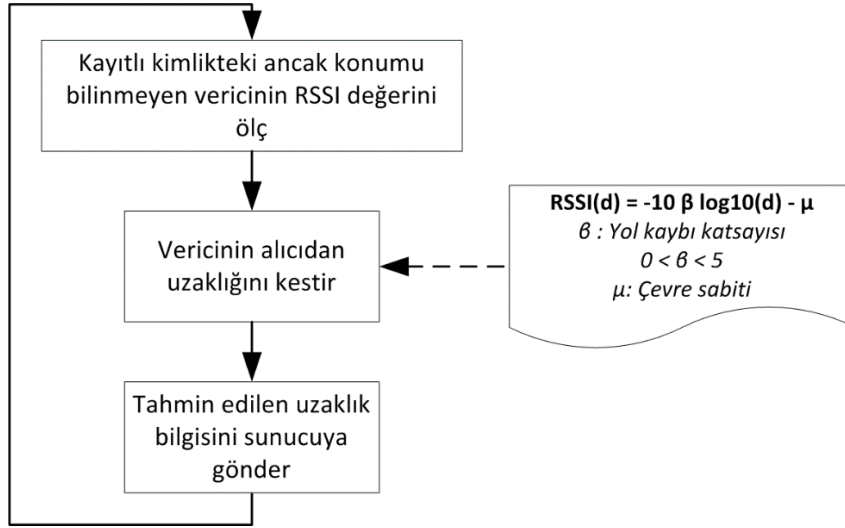 Kayıtlı kimlikteki ancak konumu
bilinmeyen vericinin RSSI değerini
ölç
Vericinin alıcıdan
uzaklığını kestir
RSSI(d) = -10 β log10(d) - μ
β : Yol kaybı katsayısı
0 < β < 5
μ: Çevre sabiti
Tahmin edilen uzaklık
bilgisini sunucuya
gönder